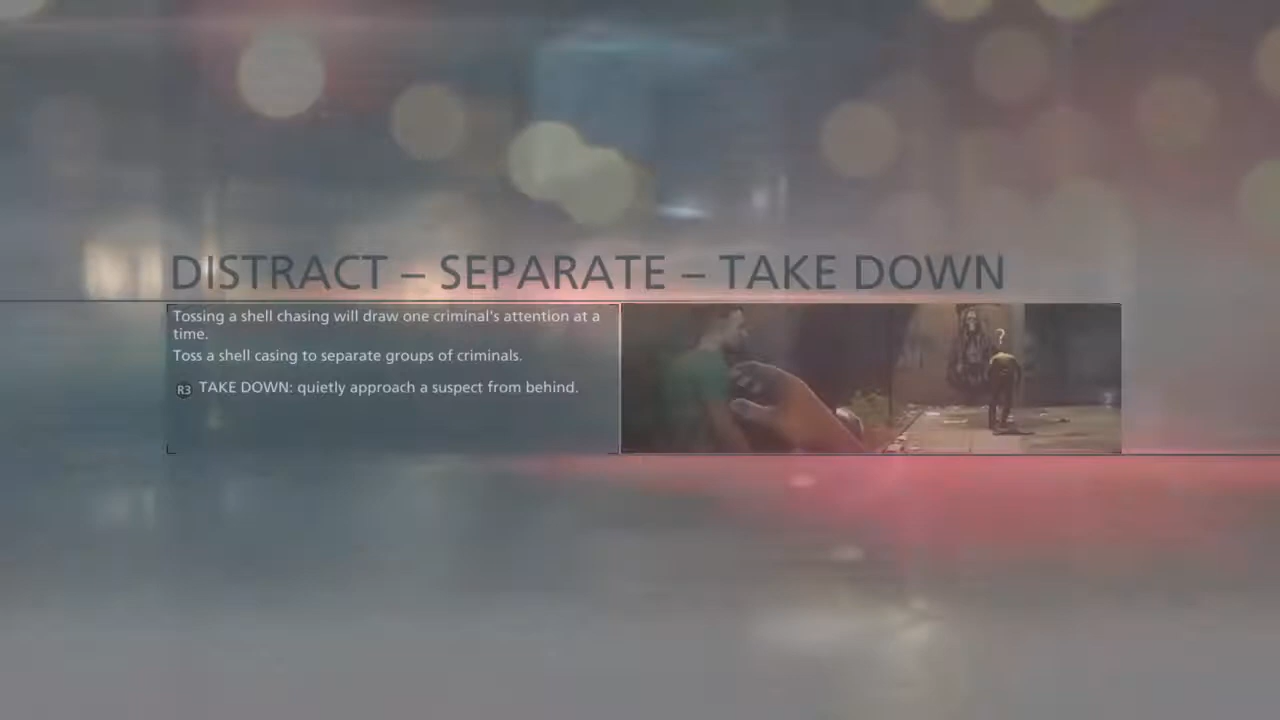 DISTRACT – SEPARATE – TAKE DOWN
Tossing a shell chasing will draw one criminal's attention at a
time.
Toss a shell casing to separate groups of criminals.
R3 TAKE DOWN: quietly approach a suspect from behind.
?